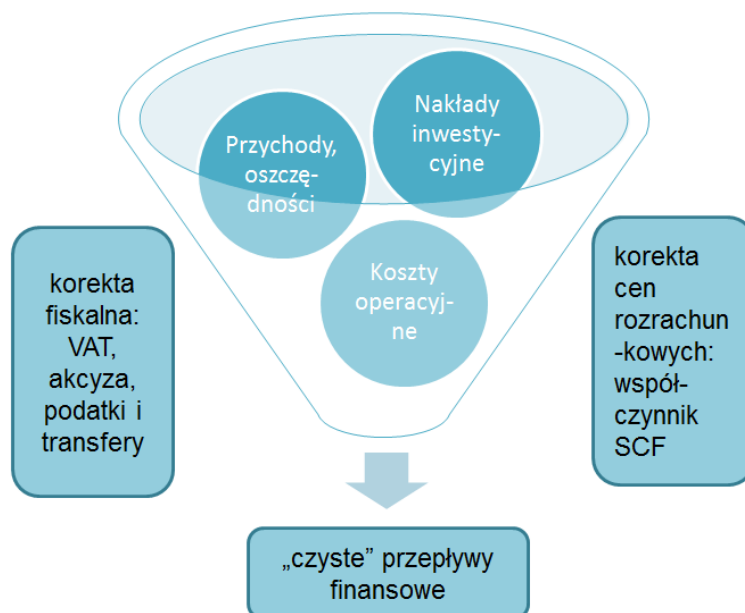 Nakłady
inwesty-
cyjne
Przychody,
oszczę-
dności
Koszty
operacyj-
ne
korekta
fiskalna:
VAT,
akcyza,
podatki i
transfery
korekta
cen
rozrachun
-kowych:
współ-
czynnik
SCF
„czyste” przepływy
finansowe